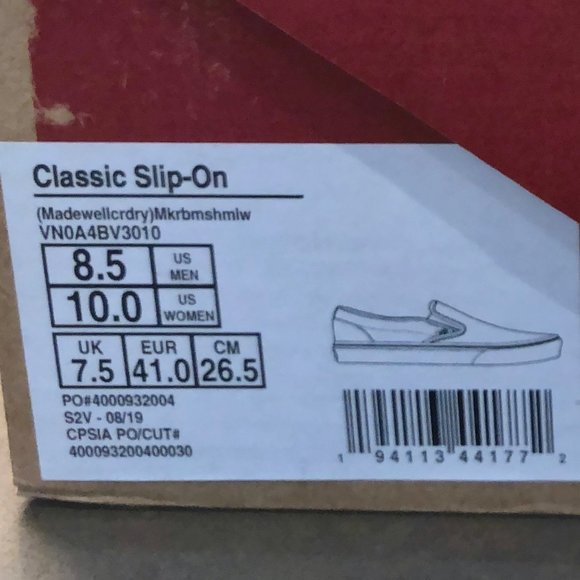 Classic Slip-On
(Madewellcrdry)Mkrbmshmlw
VN0A4BV3010
8.5 US MEN
10.0 US WOMEN
UK EUR CM
7.5 41.0 26.5
PO#4000932004
S2V - 08/19
CPSIA PO/CUT#
400093200400030
1 94113 44177 2